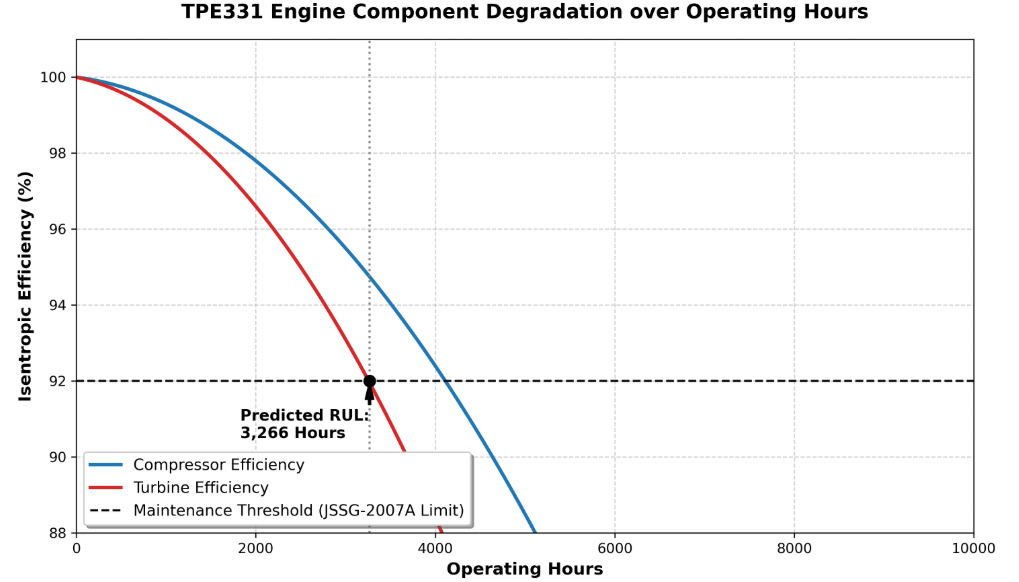 TPE331 Engine Component Degradation over Operating Hours
Isentropic Efficiency (%)
100
98
96
94
92
90
88
Predicted RUL:
3,266 Hours
Compressor Efficiency
Turbine Efficiency
Maintenance Threshold (JSSG-2007A Limit)
0 2000 4000 6000 8000 10000
Operating Hours